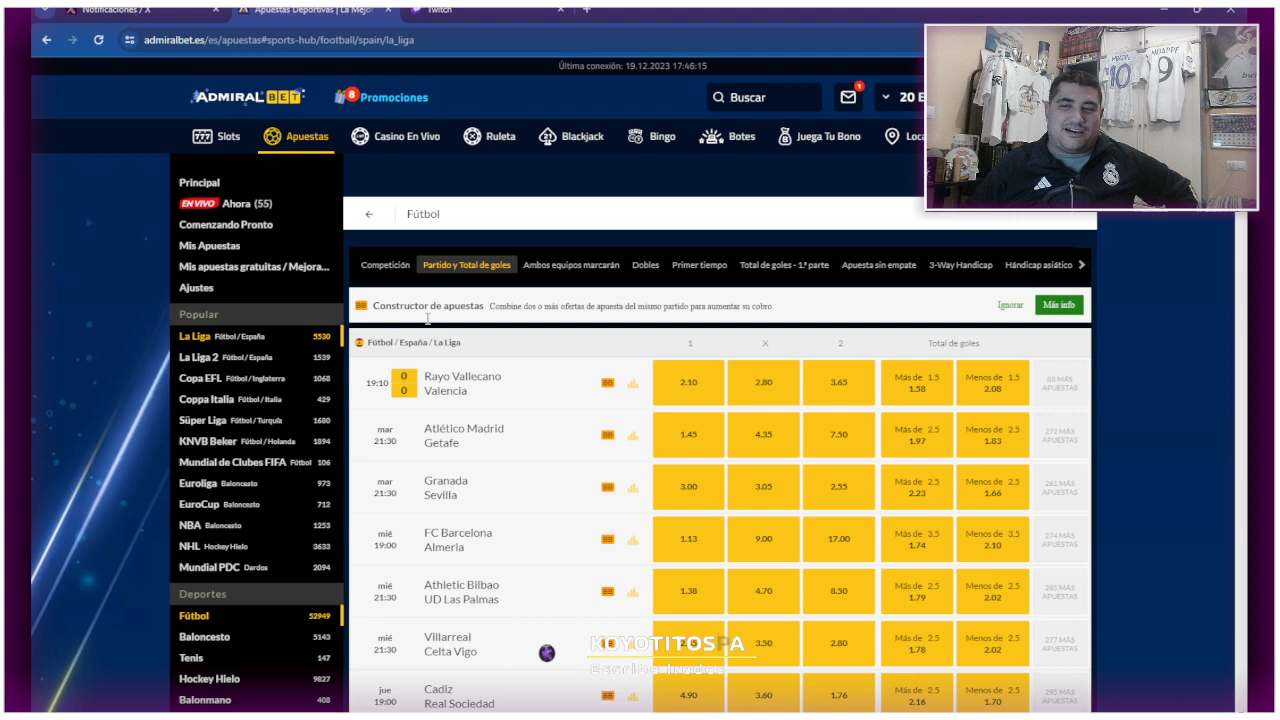 Notificaciones / X
Apuestas Deportivas | La Mejor
Twitch
admiralbet.es/es/apuestas#sports-hub/football/spain/la_liga
Última conexión: 19.12.2023 17:46:15
ADMIRALBET
8 Promociones
Buscar
1
20 E
777 Slots
Apuestas
Casino En Vivo
Ruleta
Blackjack
Bingo
Botes
Juega Tu Bono
Loca
MBAPPÉ
10
9
Principal
EN VIVO Ahora (55)
Comenzando Pronto
Mis Apuestas
Mis apuestas gratuitas / Mejora...
Ajustes
Popular
La Liga Fútbol/España 5530
La Liga 2 Fútbol/España 1539
Copa EFL Fútbol/Inglaterra 1068
Coppa Italia Fútbol/Italia 429
Süper Liga Fútbol/Turquía 1680
KNVB Beker Fútbol/Holanda 1894
Mundial de Clubes FIFA Fútbol 106
Euroliga Baloncesto 973
EuroCup Baloncesto 712
NBA Baloncesto 1253
NHL Hockey Hielo 3633
Mundial PDC Dardos 2094
Deportes
Fútbol 52949
Baloncesto 5143
Tenis 147
Hockey Hielo 9827
Balonmano 408
Fútbol
Competición Partido y Total de goles Ambos equipos marcarán Dobles Primer tiempo Total de goles - 1.ª parte Apuesta sin empate 3-Way Handicap Hándicap asiático
BB Constructor de apuestas Combine dos o más ofertas de apuesta del mismo partido para aumentar su cobro. Ignorar Más info
Fútbol / España / La Liga 1 X 2 Total de goles
19:10 0 0 Rayo Vallecano Valencia BB 2.10 2.80 3.65 Más de 1.5 1.58 Menos de 1.5 2.08 88 MÁS APUESTAS
mar 21:30 Atlético Madrid Getafe BB 1.45 4.35 7.50 Más de 2.5 1.97 Menos de 2.5 1.83 272 MÁS APUESTAS
mar 21:30 Granada Sevilla BB 3.00 3.05 2.55 Más de 2.5 2.23 Menos de 2.5 1.66 261 MÁS APUESTAS
mié 19:00 FC Barcelona Almería BB 1.13 9.00 17.00 Más de 3.5 1.74 Menos de 3.5 2.10 274 MÁS APUESTAS
mié 21:30 Athletic Bilbao UD Las Palmas BB 1.38 4.70 8.50 Más de 2.5 1.79 Menos de 2.5 2.02 283 MÁS APUESTAS
mié 21:30 Villarreal Celta Vigo 3.50 2.80 Más de 2.5 1.78 Menos de 2.5 2.02 277 MÁS APUESTAS
KOYOTITOSPA
jue 19:00 Cadiz Real Sociedad BB 4.90 3.60 1.76 Más de 2.5 2.16 Menos de 2.5 1.70 295 MÁS APUESTAS